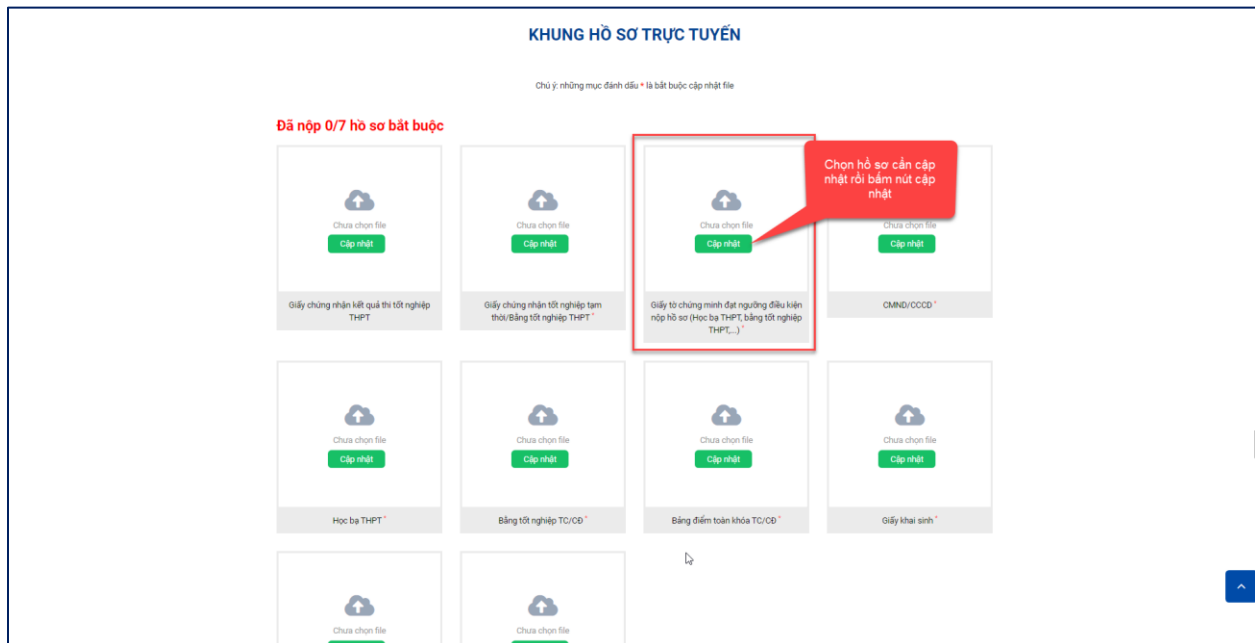 KHUNG HỒ SƠ TRỰC TUYẾN
Chú ý: những mục đánh dấu * là bắt buộc cập nhật file
Đã nộp 0/7 hồ sơ bắt buộc
Chọn hồ sơ cần cập
nhật rồi bấm nút cập
nhật
Chưa chọn file
Cập nhật
Giấy chứng nhận kết quả thi tốt nghiệp
THPT
Chưa chọn file
Cập nhật
Giấy chứng nhận tốt nghiệp tạm
thời/Bằng tốt nghiệp THPT *
Chưa chọn file
Cập nhật
Giấy tờ chứng minh đạt ngưỡng điều kiện
nộp hồ sơ (Học bạ THPT, bằng tốt nghiệp
THPT,...) *
Chưa chọn file
Cập nhật
CMND/CCCD *
Chưa chọn file
Cập nhật
Học bạ THPT *
Chưa chọn file
Cập nhật
Bằng tốt nghiệp TC/CĐ *
Chưa chọn file
Cập nhật
Bảng điểm toàn khóa TC/CĐ *
Chưa chọn file
Cập nhật
Giấy khai sinh *
Chưa chọn file
Chưa chọn file